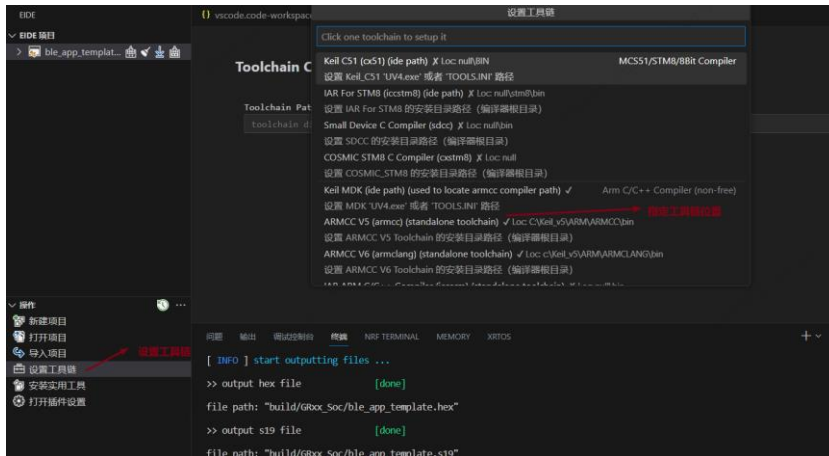 EIDE
{} vscode.code-workspac
设置工具链
EIDE 项目
ble_app_templat...
Click one toolchain to setup it
Toolchain C
Keil C51 (cx51) (ide path) ✗ Loc: null\BIN
MCS51/STM8/8Bit Compiler
设置 Keil_C51 'UV4.exe' 或者 'TOOLS.INI' 路径
IAR For STM8 (iccstm8) (ide path) ✗ Loc: null\stm8\bin
设置 IAR For STM8 的安装目录路径（编译器根目录）
Toolchain Pat
toolchain di
Small Device C Compiler (sdcc) ✗ Loc: null\bin
设置 SDCC 的安装目录路径（编译器根目录）
COSMIC STM8 C Compiler (cxstm8) ✗ Loc: null
设置 COSMIC_STM8 的安装目录路径（编译器根目录）
Keil MDK (ide path) (used to locate armcc compiler path) ✓
Arm C/C++ Compiler (non-free)
设置 MDK 'UV4.exe' 或者 'TOOLS.INI' 路径
ARMCC V5 (armcc) (standalone toolchain) ✓ Loc: C\Keil_v5\ARM\ARMCC\bin
设置 ARMCC V5 Toolchain 的安装目录路径（编译器根目录）
ARMCC V6 (armclang) (standalone toolchain) ✓ Loc: c\Keil_v5\ARM\ARMCLANG\bin
设置 ARMCC V6 Toolchain 的安装目录路径（编译器根目录）
操作
新建项目
打开项目
导入项目
设置工具链
设置工具链
安装实用工具
打开插件设置
问题 输出 调试控制台 终端 NRF TERMINAL MEMORY XRTOS
[ INFO ] start outputting files ...
>> output hex file [done]
file path: "build/GRxx_Soc/ble_app_template.hex"
>> output s19 file [done]
file path: "build/GRxx_Soc/ble_app_template.s19"